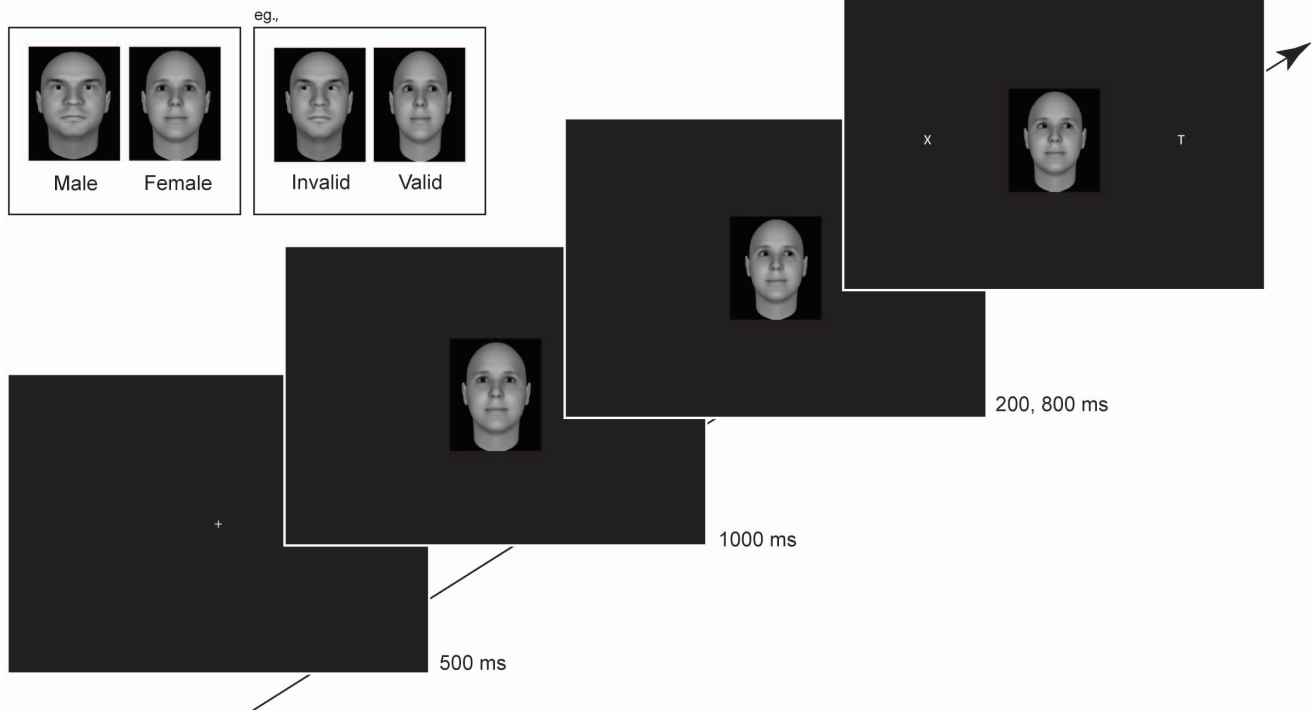 eg.,
Male Female
Invalid Valid
X T
200, 800 ms
+
1000 ms
500 ms